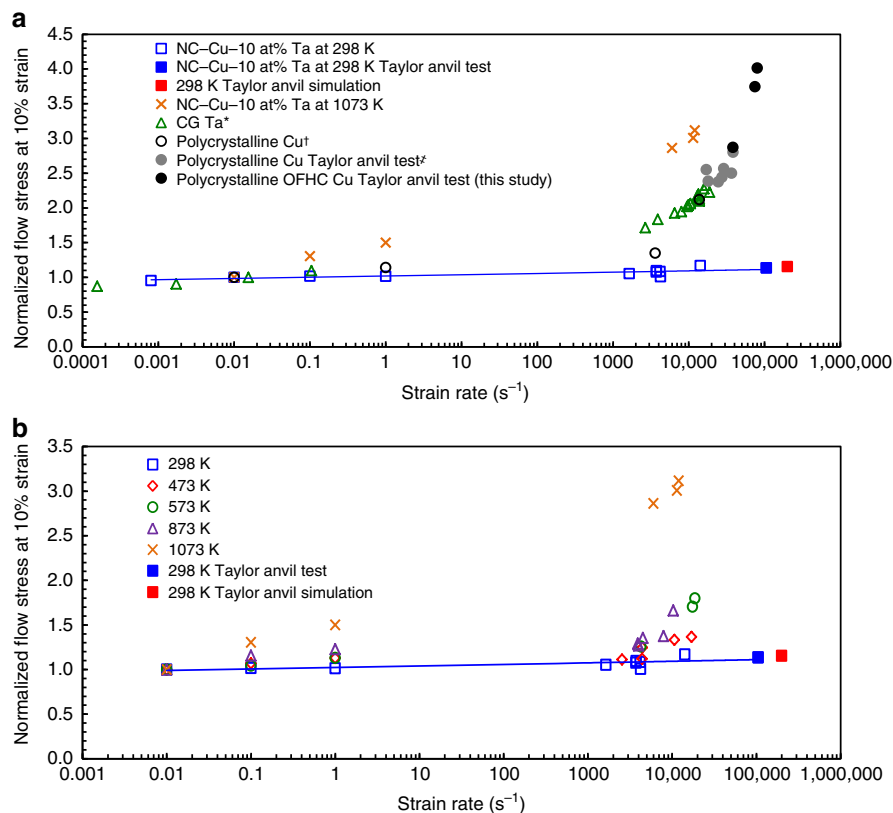 a
Normalized flow stress at 10% strain
4.5
4.0
3.5
3.0
2.5
2.0
1.5
1.0
0.5
0.0
NC–Cu–10 at% Ta at 298 K
NC–Cu–10 at% Ta at 298 K Taylor anvil test
298 K Taylor anvil simulation
NC–Cu–10 at% Ta at 1073 K
CG Ta*
Polycrystalline Cu†
Polycrystalline Cu Taylor anvil test
Polycrystalline OFHC Cu Taylor anvil test (this study)
0.0001 0.001 0.01 0.1 1 10 100 1000 10,000 100,000 1,000,000
Strain rate (s⁻¹)
b
Normalized flow stress at 10% strain
3.5
3.0
2.5
2.0
1.5
1.0
0.5
0.0
298 K
473 K
573 K
873 K
1073 K
298 K Taylor anvil test
298 K Taylor anvil simulation
0.001 0.01 0.1 1 10 100 1000 10,000 100,000 1,000,000
Strain rate (s⁻¹)